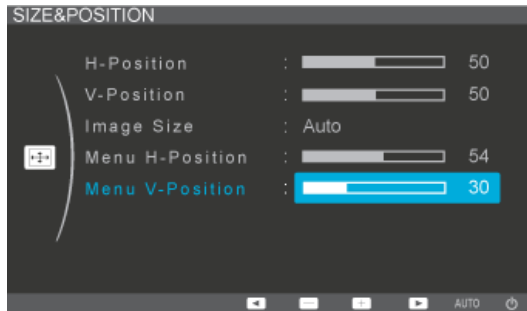 SIZE&POSITION
H-Position : 50
V-Position : 50
Image Size : Auto
Menu H-Position : 54
Menu V-Position : 30
AUTO